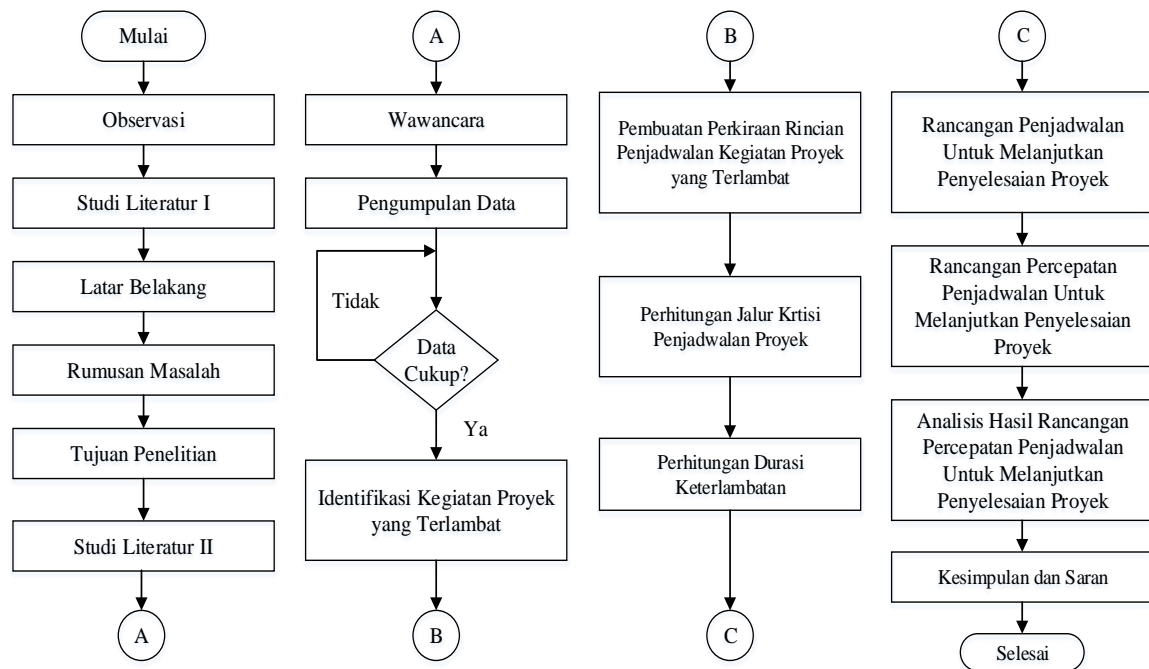 Mulai
Observasi
Studi Literatur I
Latar Belakang
Rumusan Masalah
Tujuan Penelitian
Studi Literatur II
A
A
Wawancara
Pengumpulan Data
Tidak
Data
Cukup?
Ya
Identifikasi Kegiatan Proyek
yang Terlambat
B
B
Pembuatan Perkiraan Rincian
Penjadwalan Kegiatan Proyek
yang Terlambat
Perhitungan Jalur Krtisi
Penjadwalan Proyek
Perhitungan Durasi
Keterlambatan
C
C
Rancangan Penjadwalan
Untuk Melanjutkan
Penyelesaian Proyek
Rancangan Percepatan
Penjadwalan Untuk
Melanjutkan Penyelesaian
Proyek
Analisis Hasil Rancangan
Percepatan Penjadwalan
Untuk Melanjutkan
Penyelesaian Proyek
Kesimpulan dan Saran
Selesai